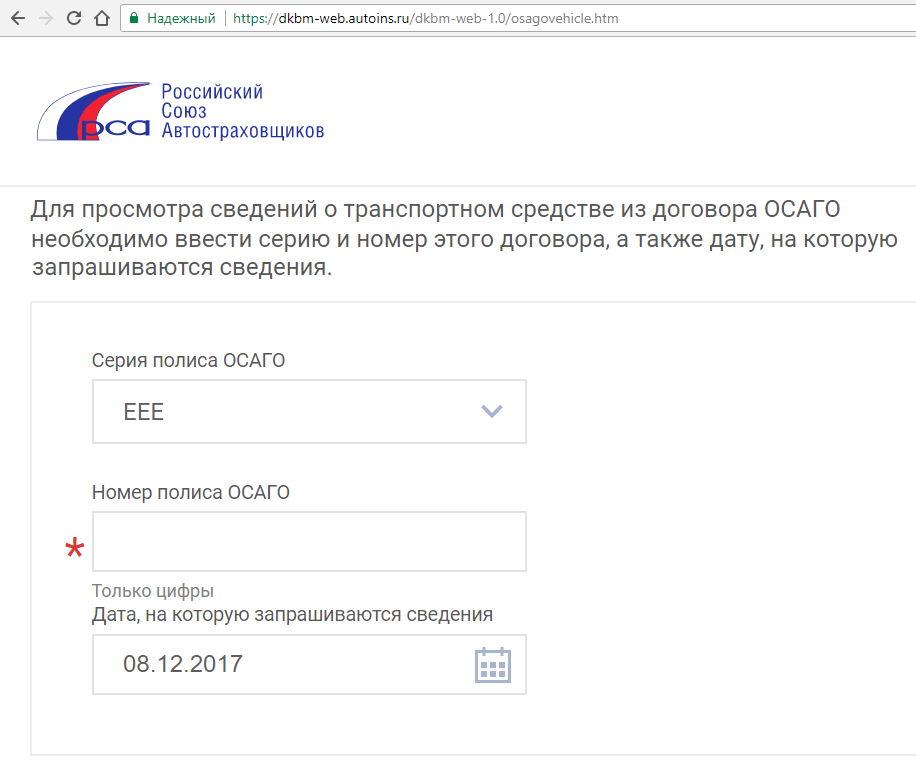 Надежный
https://dkbm-web.autoins.ru/dkbm-web-1.0/osagovehicle.htm
Российский
Союз
Автостраховщиков
рса
Для просмотра сведений о транспортном средстве из договора ОСАГО
необходимо ввести серию и номер этого договора, а также дату, на которую
запрашиваются сведения.
Серия полиса ОСАГО
ЕЕЕ
Номер полиса ОСАГО
*
Только цифры
Дата, на которую запрашиваются сведения
08.12.2017